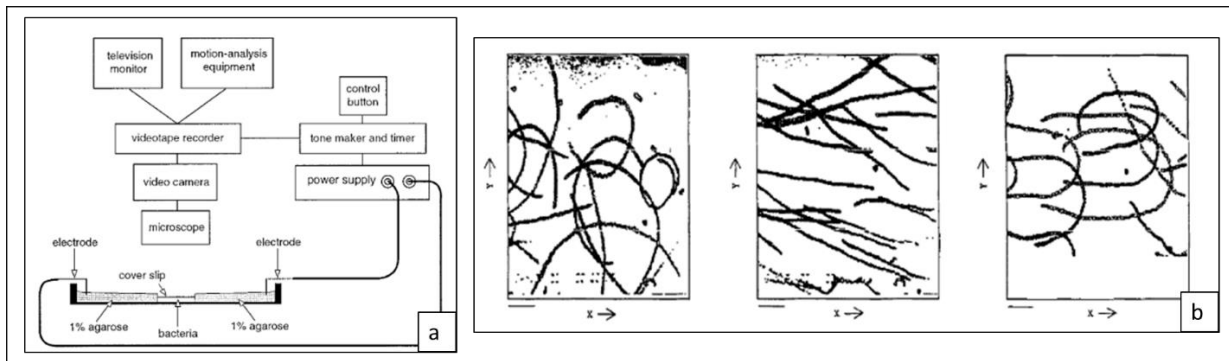 television
monitor
motion-analysis
equipment
control
button
videotape recorder
tone maker and timer
video camera
power supply
microscope
electrode
electrode
cover slip
1% agarose
bacteria
1% agarose
a
Y →
X →
Y →
X →
Y →
X →
b